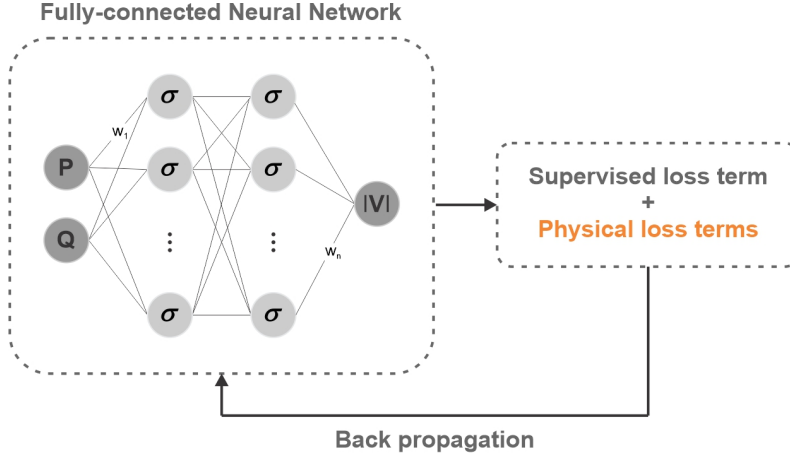 Fully-connected Neural Network
σ σ
w1
P σ σ
|V|
Q
⋮ ⋮
wn
σ σ
Supervised loss term
+
Physical loss terms
Back propagation